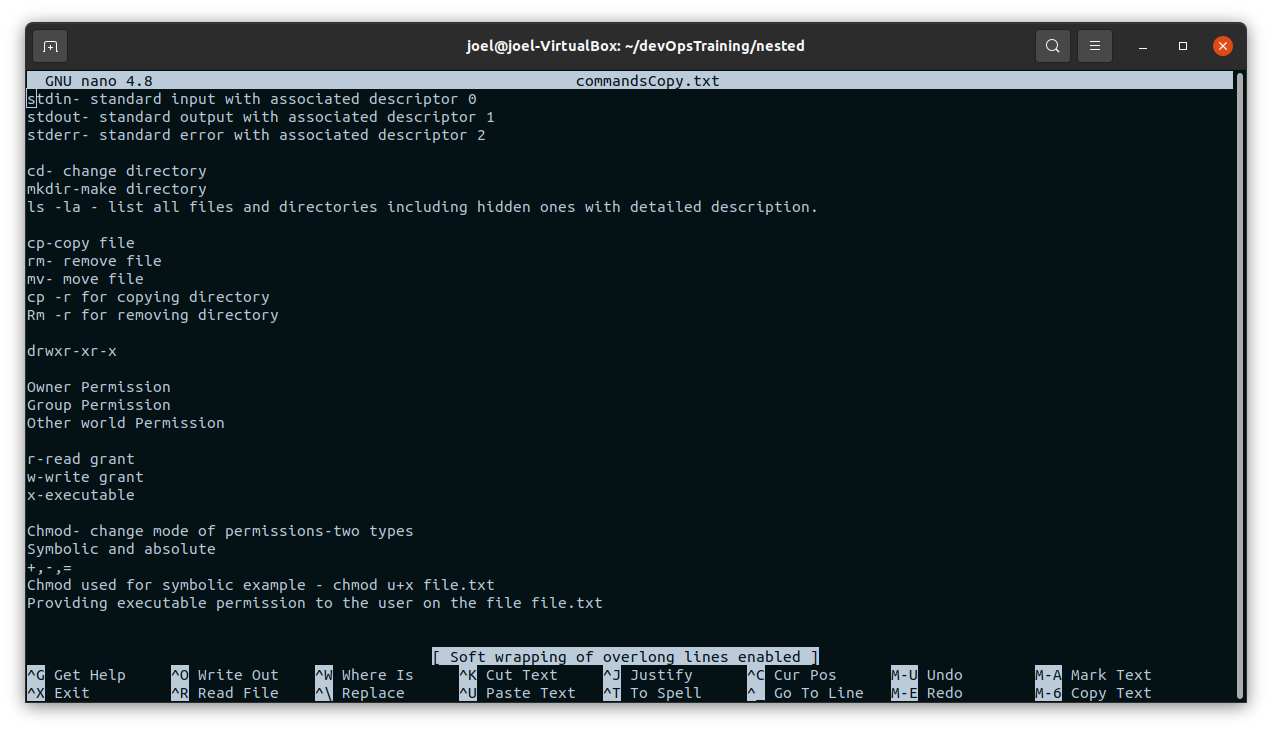 joel@joel-VirtualBox: ~/devOpsTraining/nested
GNU nano 4.8 commandsCopy.txt
stdin- standard input with associated descriptor 0
stdout- standard output with associated descriptor 1
stderr- standard error with associated descriptor 2
cd- change directory
mkdir-make directory
ls -la - list all files and directories including hidden ones with detailed description.
cp-copy file
rm- remove file
mv- move file
cp -r for copying directory
Rm -r for removing directory
drwxr-xr-x
Owner Permission
Group Permission
Other world Permission
r-read grant
w-write grant
x-executable
Chmod- change mode of permissions-two types
Symbolic and absolute
+,-,=
Chmod used for symbolic example - chmod u+x file.txt
Providing executable permission to the user on the file file.txt
[ Soft wrapping of overlong lines enabled ]
^G Get Help ^O Write Out ^W Where Is ^K Cut Text ^J Justify ^C Cur Pos M-U Undo M-A Mark Text
^X Exit ^R Read File ^\ Replace ^U Paste Text ^T To Spell ^_ Go To Line M-E Redo M-6 Copy Text